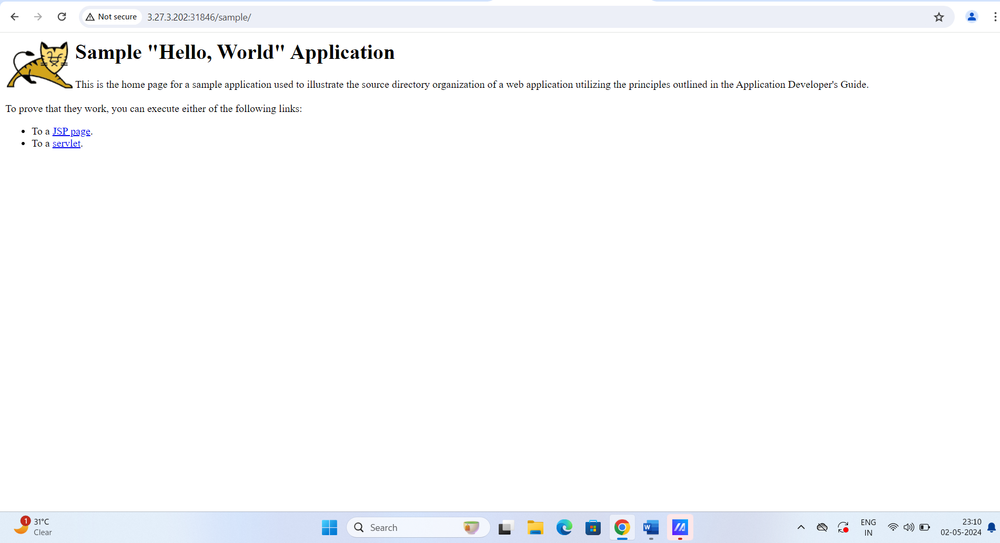 Not secure
3.27.3.202:31846/sample/
Sample "Hello, World" Application
This is the home page for a sample application used to illustrate the source directory organization of a web application utilizing the principles outlined in the Application Developer's Guide.
To prove that they work, you can execute either of the following links:
• To a JSP page.
• To a servlet.
1
31°C
Clear
Search
W
ENG
IN
23:10
02-05-2024